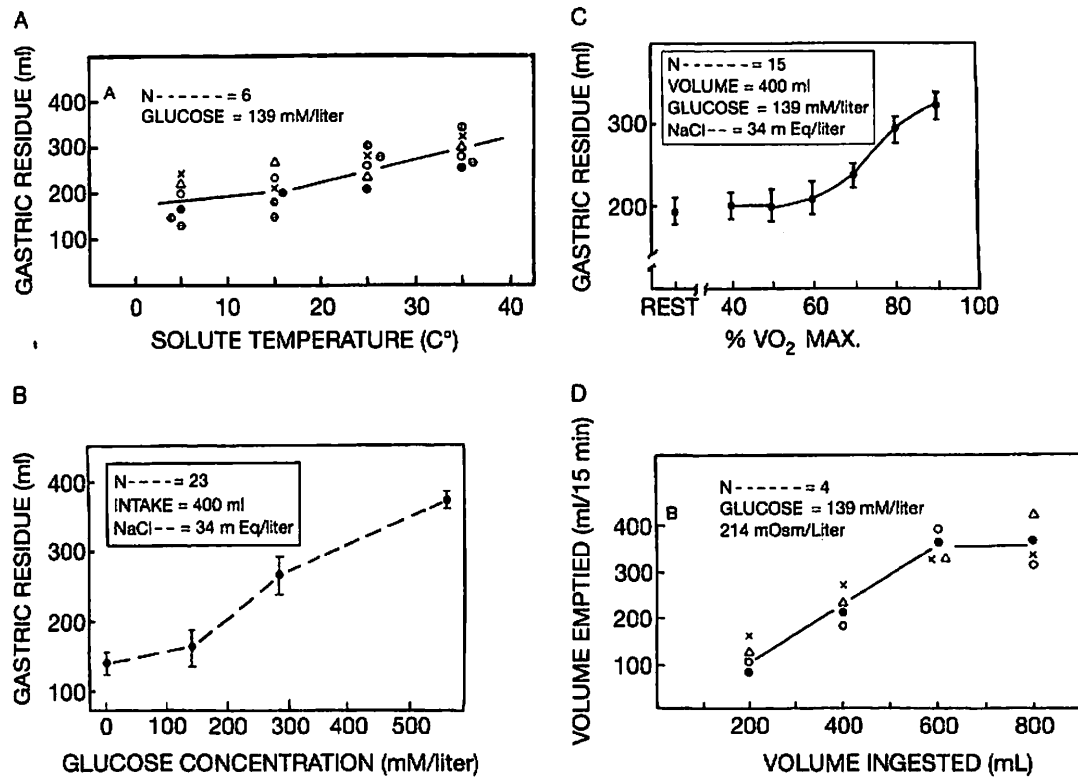 A
GASTRIC RESIDUE (ml)
400
300
200
100
A
N------- = 6
GLUCOSE = 139 mM/liter
0 10 20 30 40
SOLUTE TEMPERATURE (C°)
B
GASTRIC RESIDUE (ml)
400
300
200
100
N-----= 23
INTAKE = 400 ml
NaCl-- = 34 m Eq/liter
0 100 200 300 400 500
GLUCOSE CONCENTRATION (mM/liter)
C
GASTRIC RESIDUE (ml)
300
200
N-------= 15
VOLUME = 400 ml
GLUCOSE = 139 mM/liter
NaCl-- = 34 m Eq/liter
REST 40 60 80 100
% VO₂ MAX.
D
VOLUME EMPTIED (ml/15 min)
400
300
200
100
B
N-------= 4
GLUCOSE = 139 mM/liter
214 mOsm/Liter
200 400 600 800
VOLUME INGESTED (mL)